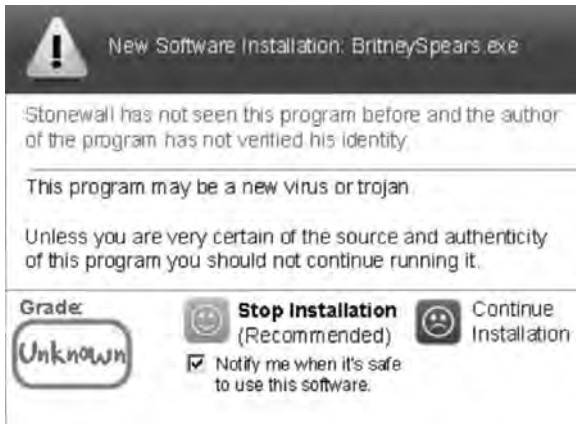 New Software Installation: BritneySpears.exe
Stonewall has not seen this program before and the author
of the program has not verified his identity
This program may be a new virus or trojan
Unless you are very certain of the source and authenticity
of this program you should not continue running it.
Grade:
Unknown
Stop Installation
(Recommended)
Notify me when it's safe
to use this software.
Continue
Installation